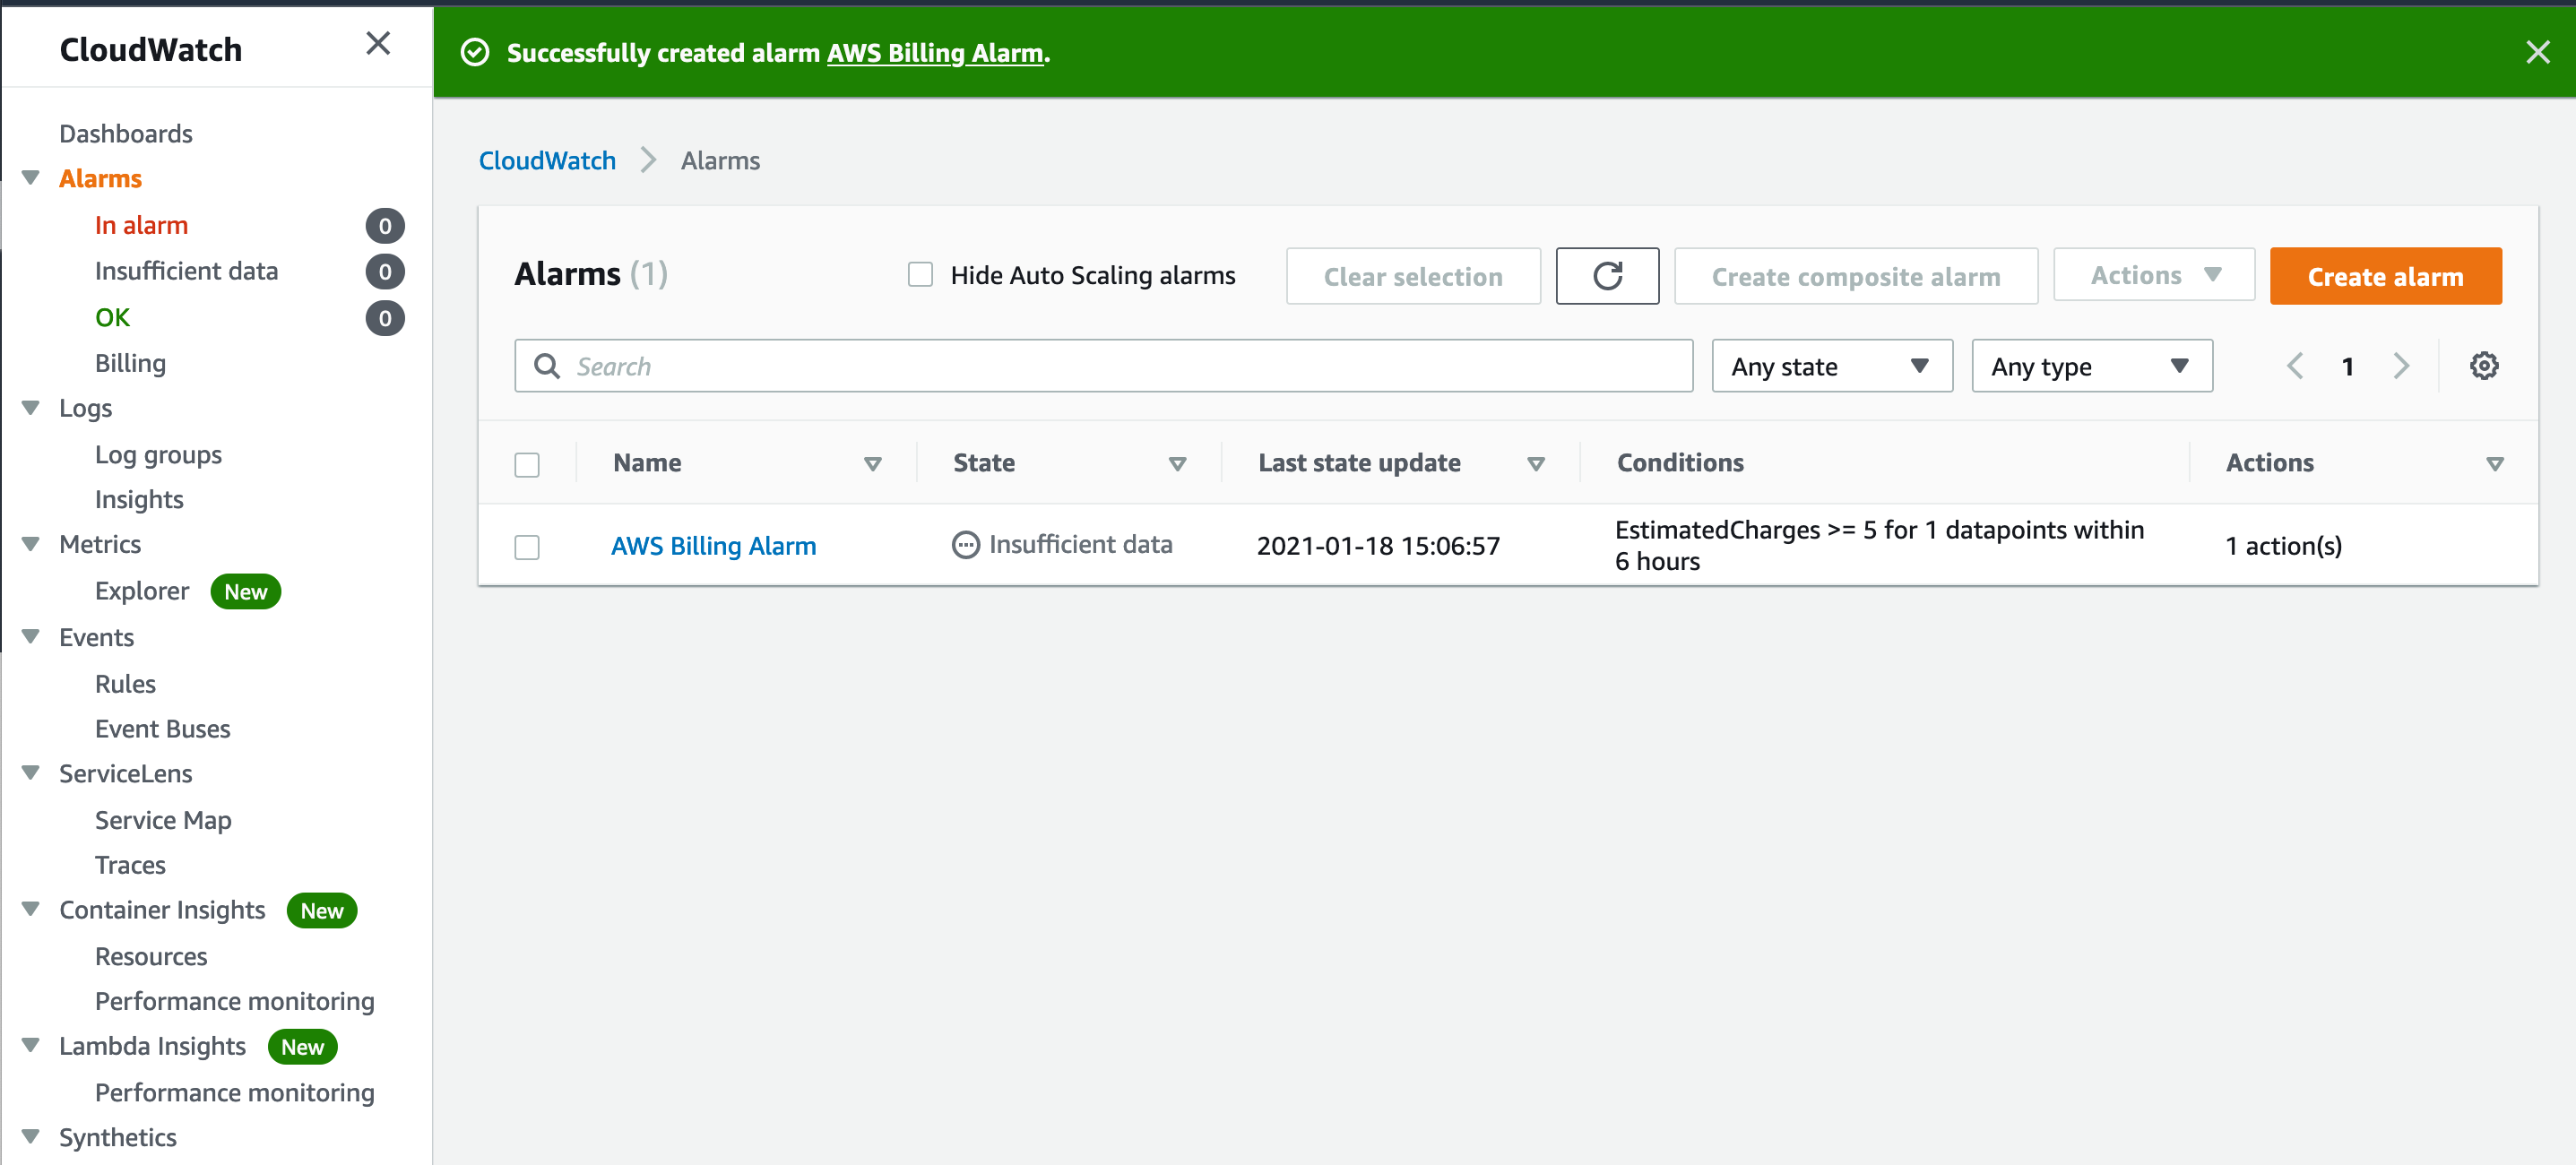 CloudWatch
Dashboards
Alarms
In alarm 0
Insufficient data 0
OK 0
Billing
Logs
Log groups
Insights
Metrics
Explorer New
Events
Rules
Event Buses
ServiceLens
Service Map
Traces
Container Insights New
Resources
Performance monitoring
Lambda Insights New
Performance monitoring
Synthetics
Successfully created alarm AWS Billing Alarm.
CloudWatch Alarms
Alarms (1) Hide Auto Scaling alarms Clear selection Create composite alarm Actions Create alarm
Search Any state Any type 1
Name State Last state update Conditions Actions
AWS Billing Alarm Insufficient data 2021-01-18 15:06:57 EstimatedCharges >= 5 for 1 datapoints within
6 hours
1 action(s)